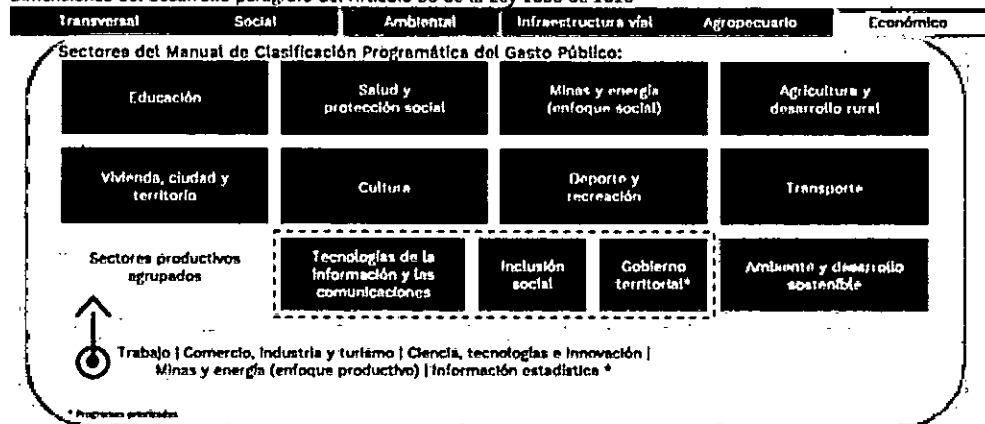 Transversal Social Ambiental Infraestructura vial Agropecuario Económico
Sectores del Manual de Clasificación Programática del Gasto Público:
Educación
Salud y
protección social
Minas y energía
(enfoque social)
Agricultura y
desarrollo rural
Vivienda, ciudad y
territorio
Cultura
Deporte y
recreación
Transporte
Sectores productivos
agrupados
Tecnologías de la
información y las
comunicaciones
Inclusión
social
Gobierno
territorial*
Ambiente y desarrollo
sostenible
Trabajo | Comercio, industria y turismo | Ciencia, tecnologías e innovación |
Minas y energía (enfoque productivo) | Información estadística *
* Programas priorizados